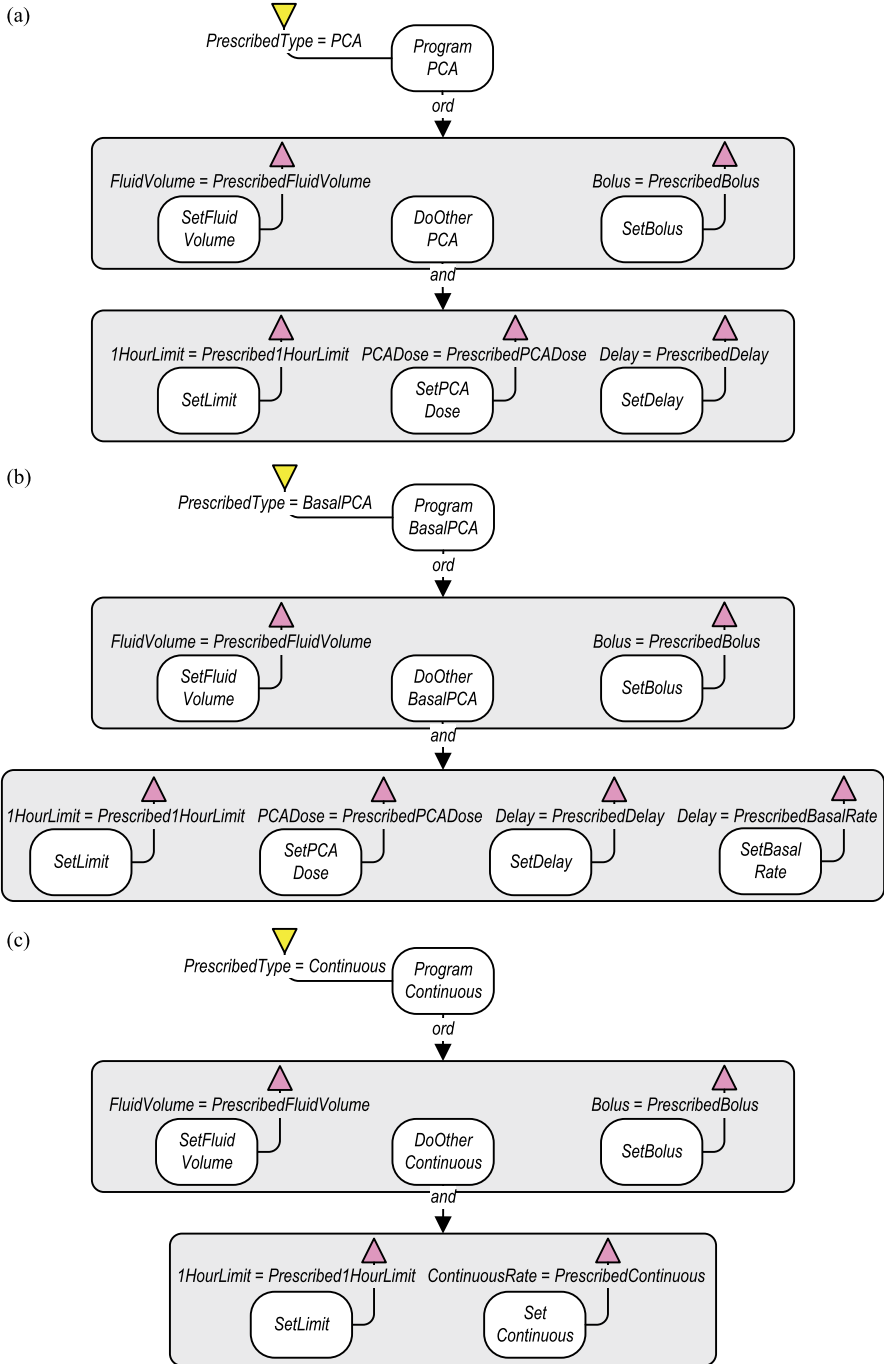 (a)
PrescribedType = PCA
Program
PCA
ord
FluidVolume = PrescribedFluidVolume
Bolus = PrescribedBolus
SetFluid
Volume
DoOther
PCA
SetBolus
and
1HourLimit = Prescribed1HourLimit
PCADose = PrescribedPCADose
Delay = PrescribedDelay
SetLimit
SetPCA
Dose
SetDelay
(b)
PrescribedType = BasalPCA
Program
BasalPCA
ord
FluidVolume = PrescribedFluidVolume
Bolus = PrescribedBolus
SetFluid
Volume
DoOther
BasalPCA
SetBolus
and
1HourLimit = Prescribed1HourLimit
PCADose = PrescribedPCADose
Delay = PrescribedDelay
Delay = PrescribedBasalRate
SetLimit
SetPCA
Dose
SetDelay
SetBasal
Rate
(c)
PrescribedType = Continuous
Program
Continuous
ord
FluidVolume = PrescribedFluidVolume
Bolus = PrescribedBolus
SetFluid
Volume
DoOther
Continuous
SetBolus
and
1HourLimit = Prescribed1HourLimit
ContinuousRate = PrescribedContinuous
SetLimit
Set
Continuous